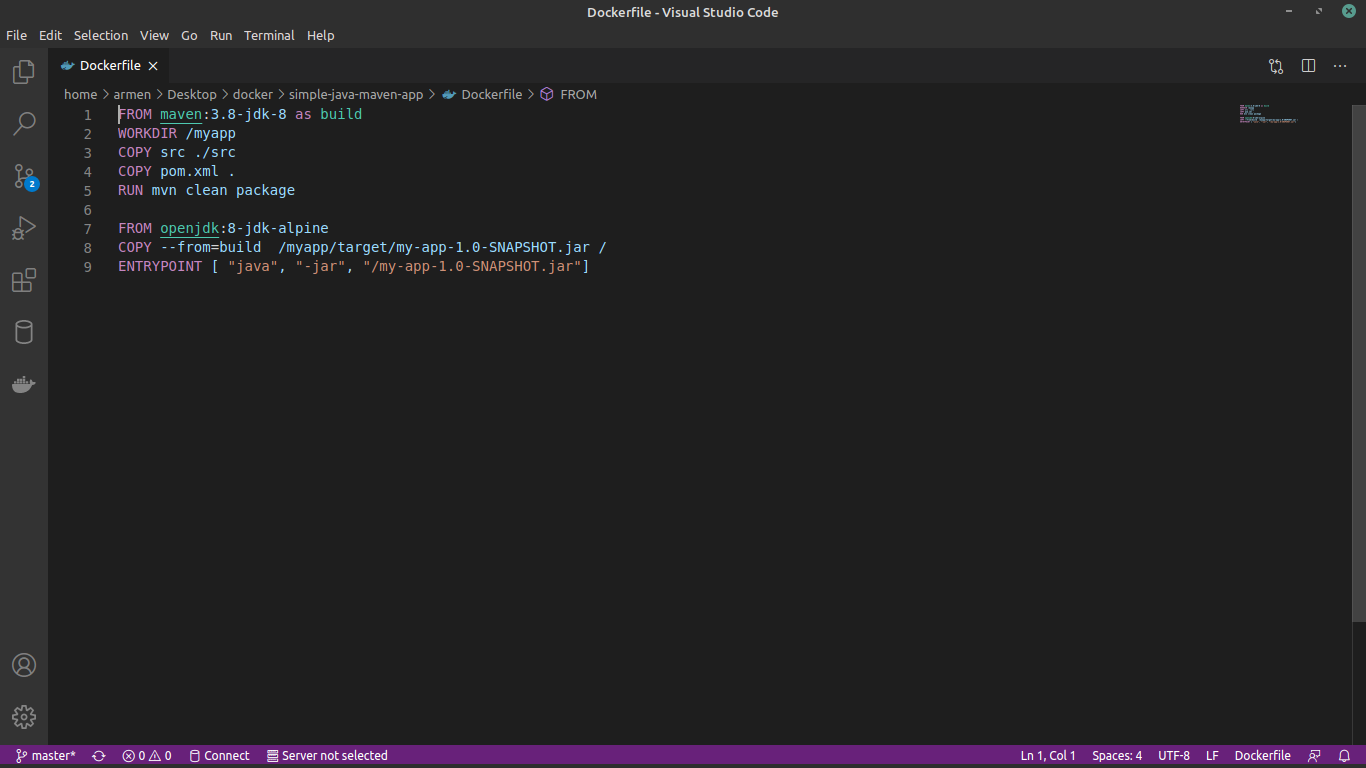 Dockerfile - Visual Studio Code
File Edit Selection View Go Run Terminal Help
Dockerfile
home > armen > Desktop > docker > simple-java-maven-app > Dockerfile > FROM
1 FROM maven:3.8-jdk-8 as build
2 WORKDIR /myapp
3 COPY src ./src
4 COPY pom.xml .
5 RUN mvn clean package
6
7 FROM openjdk:8-jdk-alpine
8 COPY --from=build  /myapp/target/my-app-1.0-SNAPSHOT.jar /
9 ENTRYPOINT [ "java", "-jar", "/my-app-1.0-SNAPSHOT.jar"]
2
master* 0 0 Connect Server not selected Ln 1, Col 1 Spaces: 4 UTF-8 LF Dockerfile